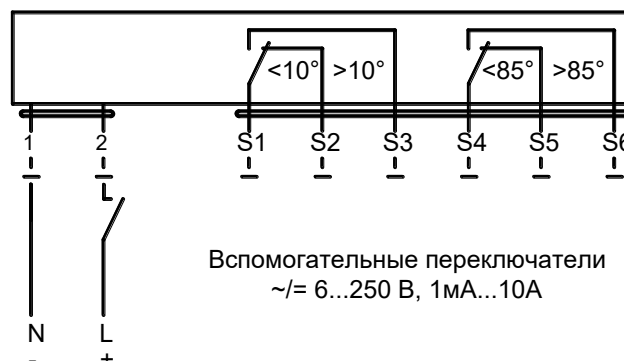 <10° >10° <85° >85°
1 2 S1 S2 S3 S4 S5 S6
Вспомогательные переключатели
~/= 6...250 В, 1мА...10А
N L
- +